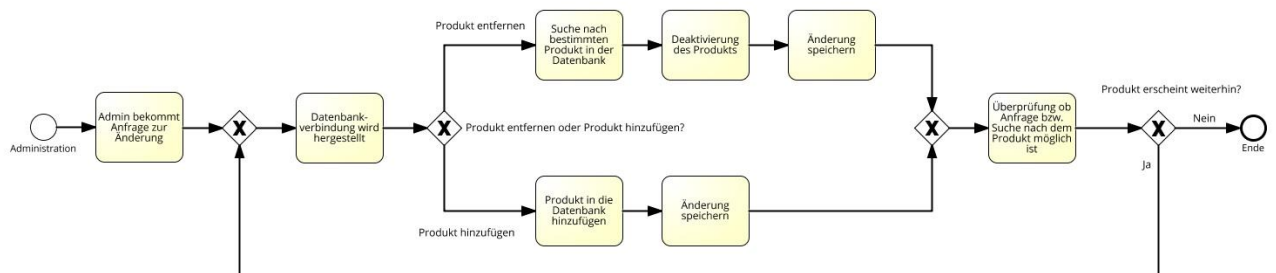 Administration
Admin bekommt
Anfrage zur
Änderung
Datenbank-
verbindung wird
hergestellt
Produkt entfernen oder Produkt hinzufügen?
Produkt entfernen
Suche nach
bestimmten
Produkt in der
Datenbank
Deaktivierung
des Produkts
Änderung
speichern
Produkt hinzufügen
Produkt in die
Datenbank
hinzufügen
Änderung
speichern
Überprüfung ob
Anfrage bzw.
Suche nach dem
Produkt möglich
ist
Produkt erscheint weiterhin?
Nein
Ja
Ende